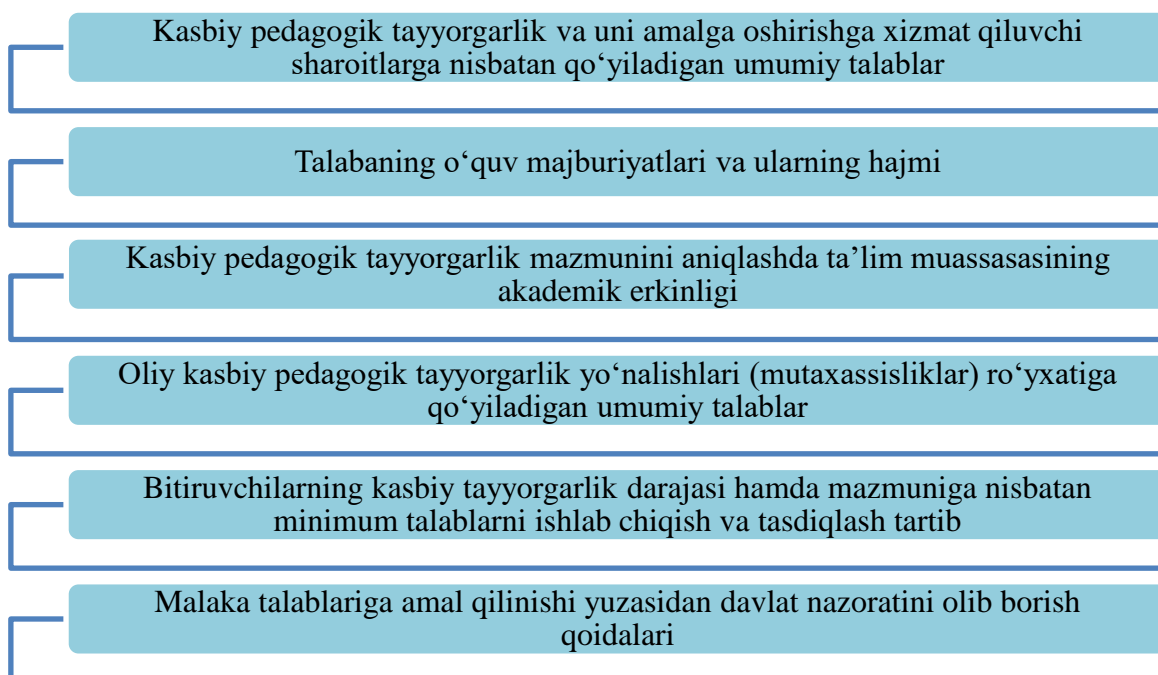 Kasbiy pedagogik tayyorgarlik va uni amalga oshirishga xizmat qiluvchi
sharoitlarga nisbatan qo‘yiladigan umumiy talablar
Talabaning o‘quv majburiyatlari va ularning hajmi
Kasbiy pedagogik tayyorgarlik mazmunini aniqlashda ta’lim muassasasining
akademik erkinligi
Oliy kasbiy pedagogik tayyorgarlik yo‘nalishlari (mutaxassisliklar) ro‘yxatiga
qo‘yiladigan umumiy talablar
Bitiruvchilarning kasbiy tayyorgarlik darajasi hamda mazmuniga nisbatan
minimum talablarni ishlab chiqish va tasdiqlash tartib
Malaka talablariga amal qilinishi yuzasidan davlat nazoratini olib borish
qoidalari